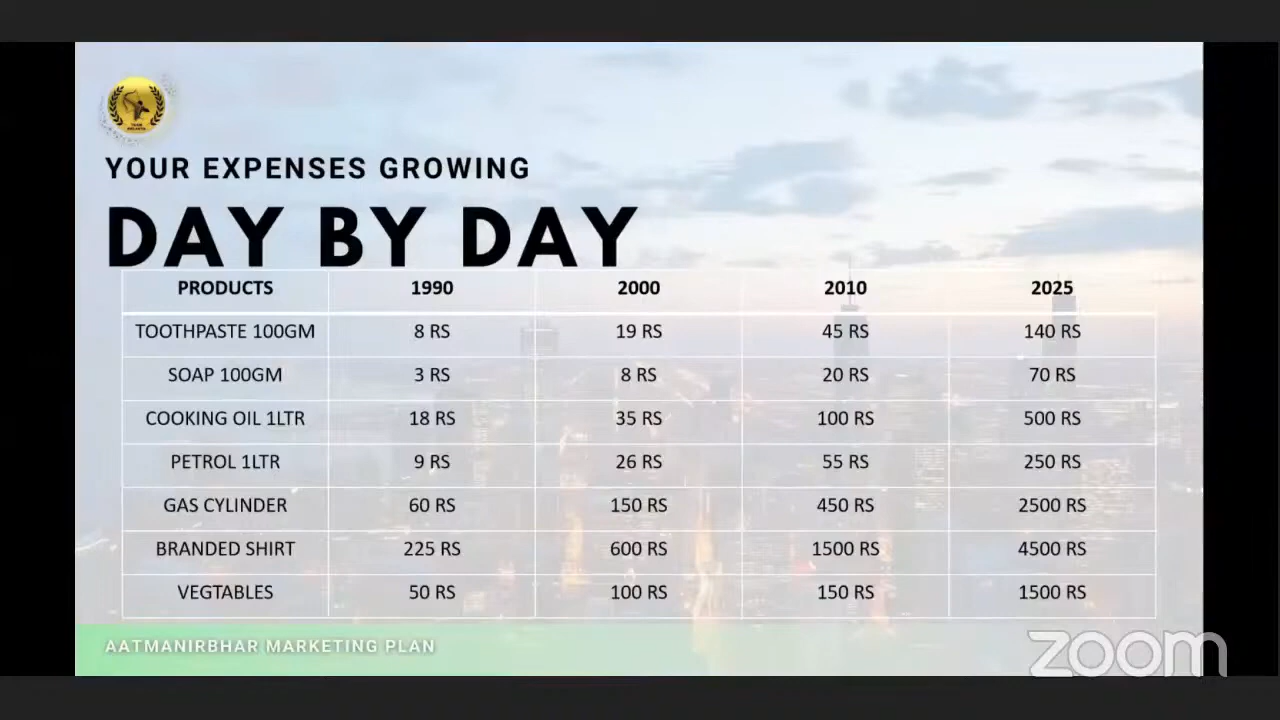 YOUR EXPENSES GROWING
DAY BY DAY
PRODUCTS 1990 2000 2010 2025
TOOTHPASTE 100GM 8 RS 19 RS 45 RS 140 RS
SOAP 100GM 3 RS 8 RS 20 RS 70 RS
COOKING OIL 1LTR 18 RS 35 RS 100 RS 500 RS
PETROL 1LTR 9 RS 26 RS 55 RS 250 RS
GAS CYLINDER 60 RS 150 RS 450 RS 2500 RS
BRANDED SHIRT 225 RS 600 RS 1500 RS 4500 RS
VEGTABLES 50 RS 100 RS 150 RS 1500 RS
AATMANIRBHAR MARKETING PLAN
zoom